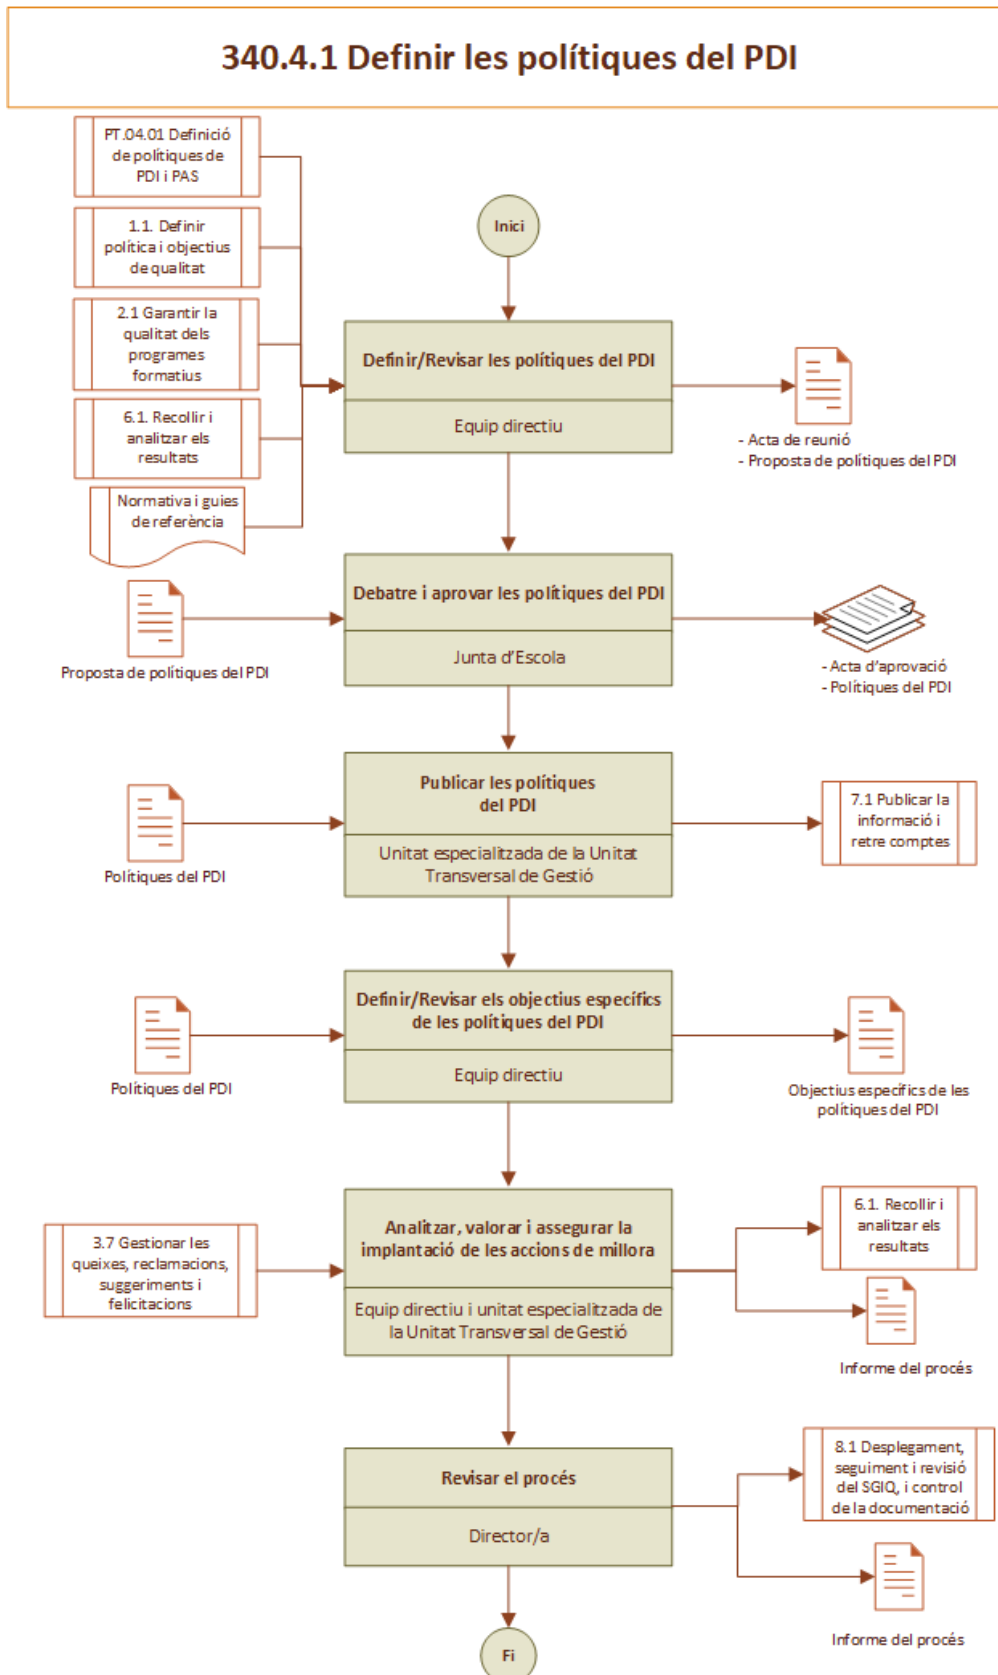 340.4.1 Definir les polítiques del PDI
PT.04.01 Definició
de polítiques de
PDI i PAS
1.1. Definir
política i objectius
de qualitat
2.1 Garantir la
qualitat dels
programes
formatius
6.1. Recollir i
analitzar els
resultats
Normativa i guies
de referència
Inici
Definir/Revisar les polítiques del PDI
Equip directiu
- Acta de reunió
- Proposta de polítiques del PDI
Proposta de polítiques del PDI
Debatre i aprovar les polítiques del PDI
Junta d'Escola
- Acta d'aprovació
- Polítiques del PDI
Polítiques del PDI
Publicar les polítiques
del PDI
Unitat especialitzada de la Unitat
Transversal de Gestió
7.1 Publicar la
informació i
retre comptes
Polítiques del PDI
Definir/Revisar els objectius específics
de les polítiques del PDI
Equip directiu
Objectius específics de les
polítiques del PDI
3.7 Gestionar les
queixes, reclamacions,
suggeriments i
felicitacions
Analitzar, valorar i assegurar la
implantació de les accions de millora
Equip directiu i unitat especialitzada de
la Unitat Transversal de Gestió
6.1. Recollir i
analitzar els
resultats
Informe del procés
Revisar el procés
Director/a
8.1 Desplegament,
seguiment i revisió
del SGIQ, i control
de la documentació
Informe del procés
Fi